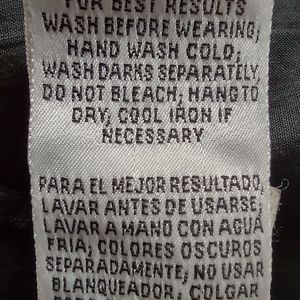 FOR BEST RESULTS
WASH BEFORE WEARING;
HAND WASH COLD;
WASH DARKS SEPARATELY,
DO NOT BLEACH, HANG TO
DRY, COOL IRON IF
NECESSARY
PARA EL MEJOR RESULTADO,
LAVAR ANTES DE USARSE;
LAVAR A MANO CON AGUA
FRIA; COLORES OSCUROS
SEPARADAMENTE; NO USAR
BLANQUEADOR, COLGAR